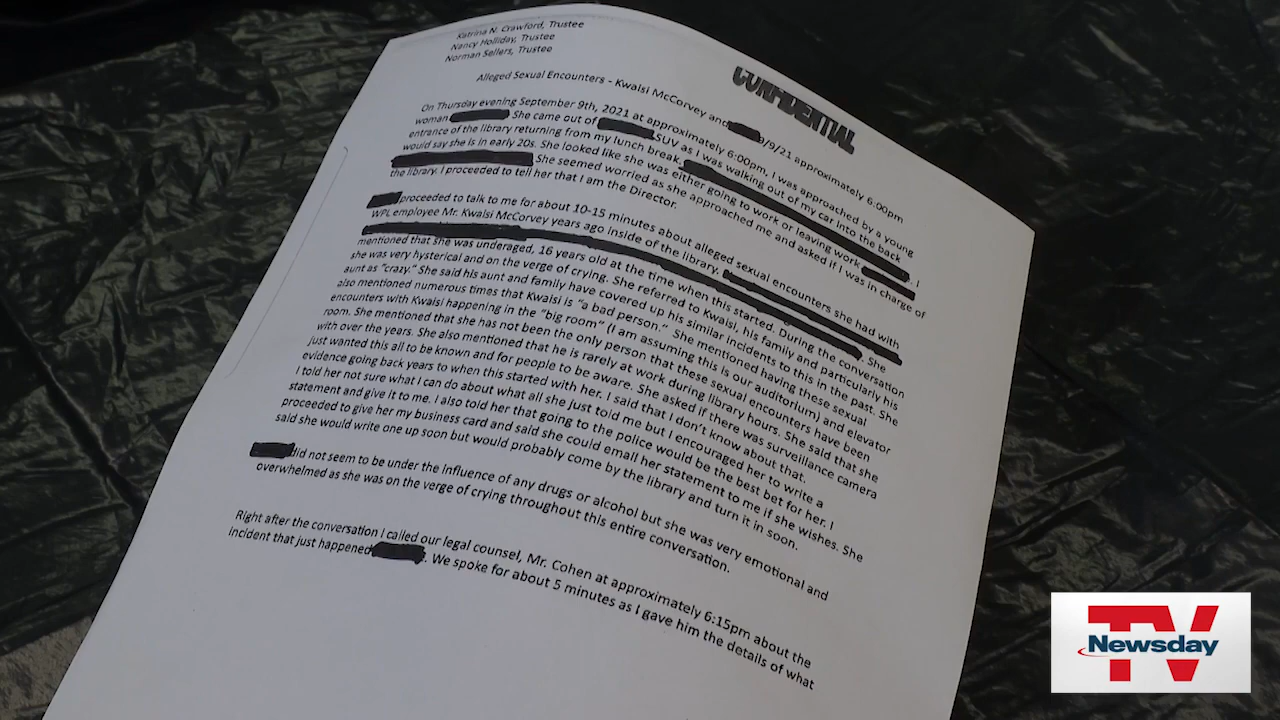 Katrina N. Crawford, Trustee
Nancy Holliday, Trustee
Norman Sellers, Trustee
CONFIDENTIAL
Alleged Sexual Encounters - Kwaisi McCorvey and 9/9/21 approximately 6:00pm
On Thursday evening September 9th, 2021 at approximately 6:00pm, I was approached by a young
woman She came out of SUV as I was walking out of my car into the back
entrance of the library returning from my lunch break. . I
would say she is in early 20s. She looked like she was either going to work or leaving work
She seemed worried as she approached me and asked if I was in charge of
the library. I proceeded to tell her that I am the Director.
proceeded to talk to me for about 10-15 minutes about alleged sexual encounters she had with
WPL employee Mr. Kwaisi McCorvey years ago inside of the library.
She
mentioned that she was underaged, 16 years old at the time when this started. During the conversation
she was very hysterical and on the verge of crying. She referred to Kwaisi, his family and particularly his
aunt as "crazy." She said his aunt and family have covered up his similar incidents to this in the past. She
also mentioned numerous times that Kwaisi is "a bad person." She mentioned having these sexual
encounters with Kwaisi happening in the "big room" (I am assuming this is our auditorium) and elevator
room. She mentioned that she has not been the only person that these sexual encounters have been
with over the years. She also mentioned that he is rarely at work during library hours. She said that she
just wanted this all to be known and for people to be aware. She asked if there was surveillance camera
evidence going back years to when this started with her. I said that I don't know about that.
I told her not sure what I can do about what all she just told me but I encouraged her to write a
statement and give it to me. I also told her that going to the police would be the best bet for her. I
proceeded to give her my business card and said she could email her statement to me if she wishes. She
said she would write one up soon but would probably come by the library and turn it in soon.
did not seem to be under the influence of any drugs or alcohol but she was very emotional and
overwhelmed as she was on the verge of crying throughout this entire conversation.
Right after the conversation I called our legal counsel, Mr. Cohen at approximately 6:15pm about the
incident that just happened . We spoke for about 5 minutes as I gave him the details of what
TV
Newsday